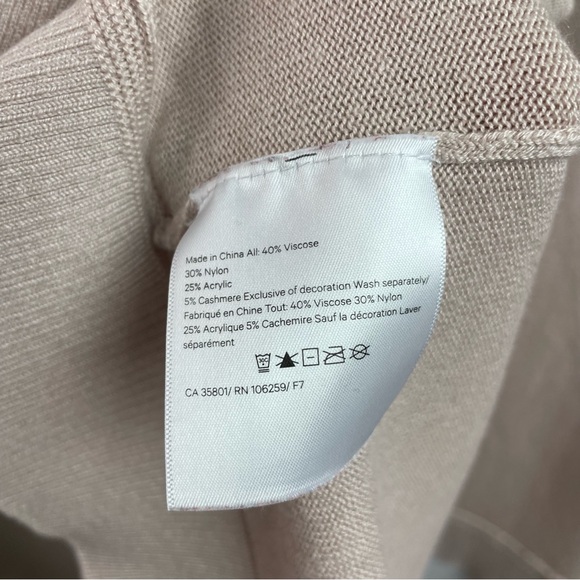 Made in China All: 40% Viscose
30% Nylon
25% Acrylic
5% Cashmere Exclusive of decoration Wash separately/
Fabriqué en Chine Tout: 40% Viscose 30% Nylon
25% Acrylique 5% Cachemire Sauf la décoration Laver
séparément
30C
CA 35801/ RN 106259/ F7